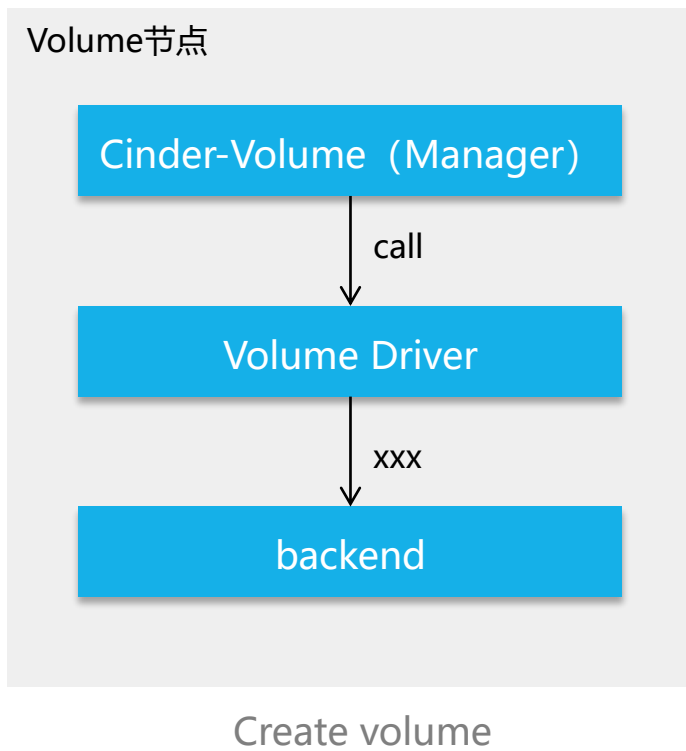 Volume节点
Cinder-Volume（Manager）
call
Volume Driver
xxx
backend
Create volume